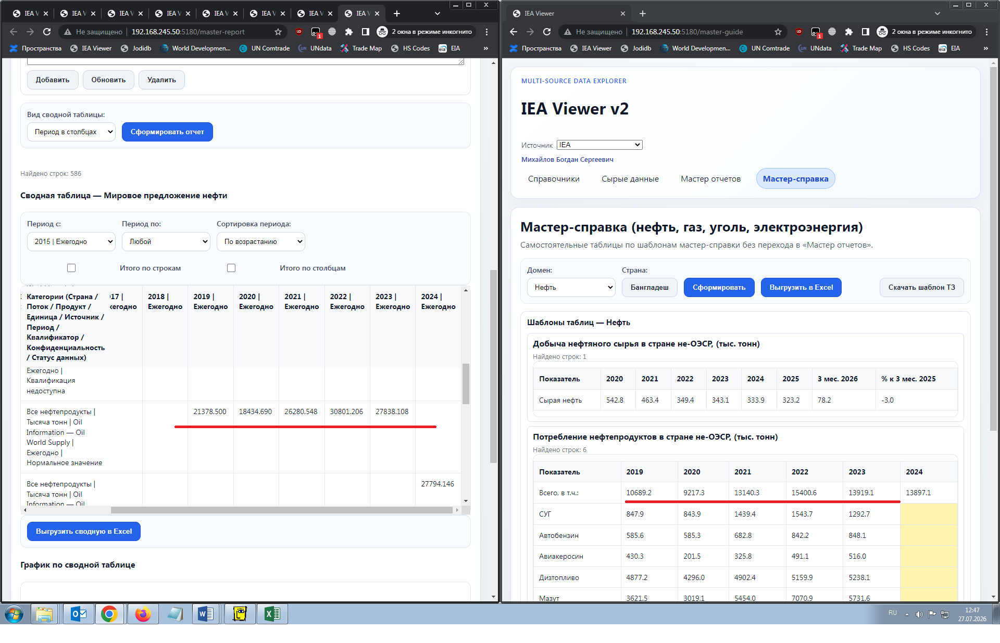 IEA V
IEA V
IEA V
IEA V
IEA V
IEA V
IEA V
IEA V
Не защищено
192.168.245.50:5180/master-report
2 окна в режиме инкогнито
Пространства
IEA Viewer
Jodidb
World Developmen...
UN Comtrade
UNdata
Trade Map
HS Codes
EIA
»
Добавить
Обновить
Удалить
Вид сводной таблицы:
Период в столбцах
Сформировать отчет
Найдено строк: 586
Сводная таблица — Мировое предложение нефти
Период с:
Период по:
Сортировка периода:
2015 | Ежегодно
Любой
По возрастанию
Итого по строкам
Итого по столбцам
Категории (Страна /
Поток / Продукт /
Единица / Источник /
Период /
Квалификатор /
Конфиденциальность
/ Статус данных)
2018 | Ежегодно
2019 | Ежегодно
2020 | Ежегодно
2021 | Ежегодно
2022 | Ежегодно
2023 | Ежегодно
2024 | Ежегодно
Ежегодно |
Квалификация
недоступна
Все нефтепродукты |
Тысяча тонн | Oil
Information — Oil
World Supply |
Ежегодно |
Нормальное значение
21378.500 18434.690 26280.548 30801.206 27838.108
Все нефтепродукты |
Тысяча тонн | Oil
Information — Oil
27794.146
Выгрузить сводную в Excel
График по сводной таблице
IEA Viewer
Не защищено
192.168.245.50:5180/master-guide
2 окна в режиме инкогнито
Пространства
IEA Viewer
Jodidb
World Developmen...
UN Comtrade
UNdata
Trade Map
HS Codes
EIA
»
MULTI-SOURCE DATA EXPLORER
IEA Viewer v2
Источник IEA
Михайлов Богдан Сергеевич
Справочники Сырые данные Мастер отчетов Мастер-справка
Мастер-справка (нефть, газ, уголь, электроэнергия)
Самостоятельные таблицы по шаблонам мастер-справки без перехода в «Мастер отчетов».
Домен:
Страна:
Нефть
Бангладеш
Сформировать
Выгрузить в Excel
Скачать шаблон ТЗ
Шаблоны таблиц — Нефть
Добыча нефтяного сырья в стране не-ОЭСР, (тыс. тонн)
Найдено строк: 1
Показатель 2020 2021 2022 2023 2024 2025 3 мес. 2026 % к 3 мес. 2025
Сырая нефть 542.8 463.4 349.4 343.1 333.9 323.2 78.2 -3.0
Потребление нефтепродуктов в стране не-ОЭСР, (тыс. тонн)
Найдено строк: 6
Показатель 2019 2020 2021 2022 2023 2024
Всего, в т.ч.: 10689.2 9217.3 13140.3 15400.6 13919.1 13897.1
СУГ 847.9 843.9 1439.4 1543.7 1292.7
Автобензин 585.6 585.3 682.8 842.2 848.1
Авиакеросин 430.3 201.5 325.8 491.1 516.0
Дизтопливо 4877.2 4296.0 4902.4 5159.9 5238.1
Мазут 3621.5 3019.1 5454.0 7070.9 5731.6
RU
12:47
27.07.2026